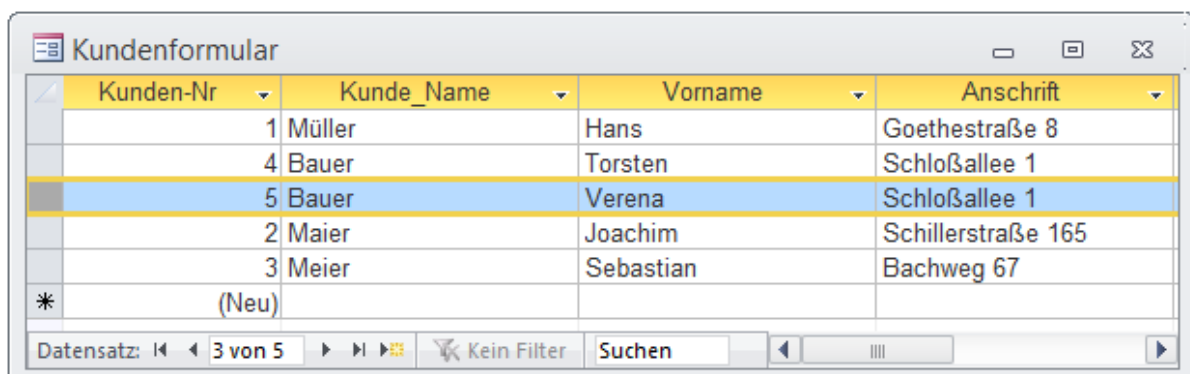 Kundenformular
Kunden-Nr Kunde_Name Vorname Anschrift
1 Müller Hans Goethestraße 8
4 Bauer Torsten Schloßallee 1
5 Bauer Verena Schloßallee 1
2 Maier Joachim Schillerstraße 165
3 Meier Sebastian Bachweg 67
(Neu)
Datensatz: 3 von 5 Kein Filter Suchen